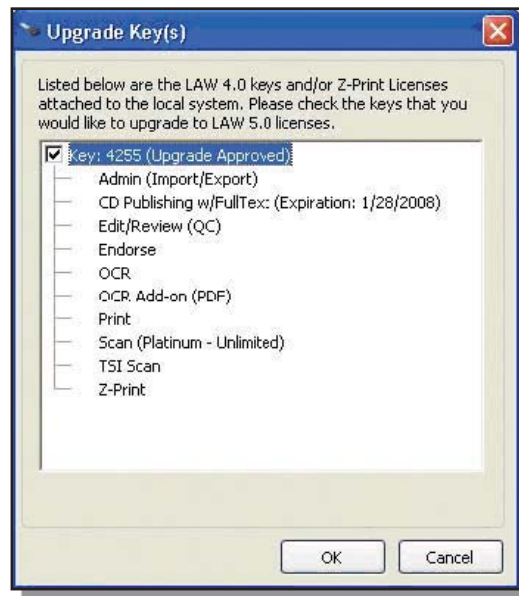 Upgrade Key(s)
Listed below are the LAW 4.0 keys and/or Z-Print Licenses
attached to the local system. Please check the keys that you
would like to upgrade to LAW 5.0 licenses.
Key: 4255 (Upgrade Approved)
Admin (Import/Export)
CD Publishing w/FullTex: (Expiration: 1/28/2008)
Edit/Review (QC)
Endorse
OCR
OCR Add-on (PDF)
Print
Scan (Platinum - Unlimited)
TSI Scan
Z-Print
OK Cancel